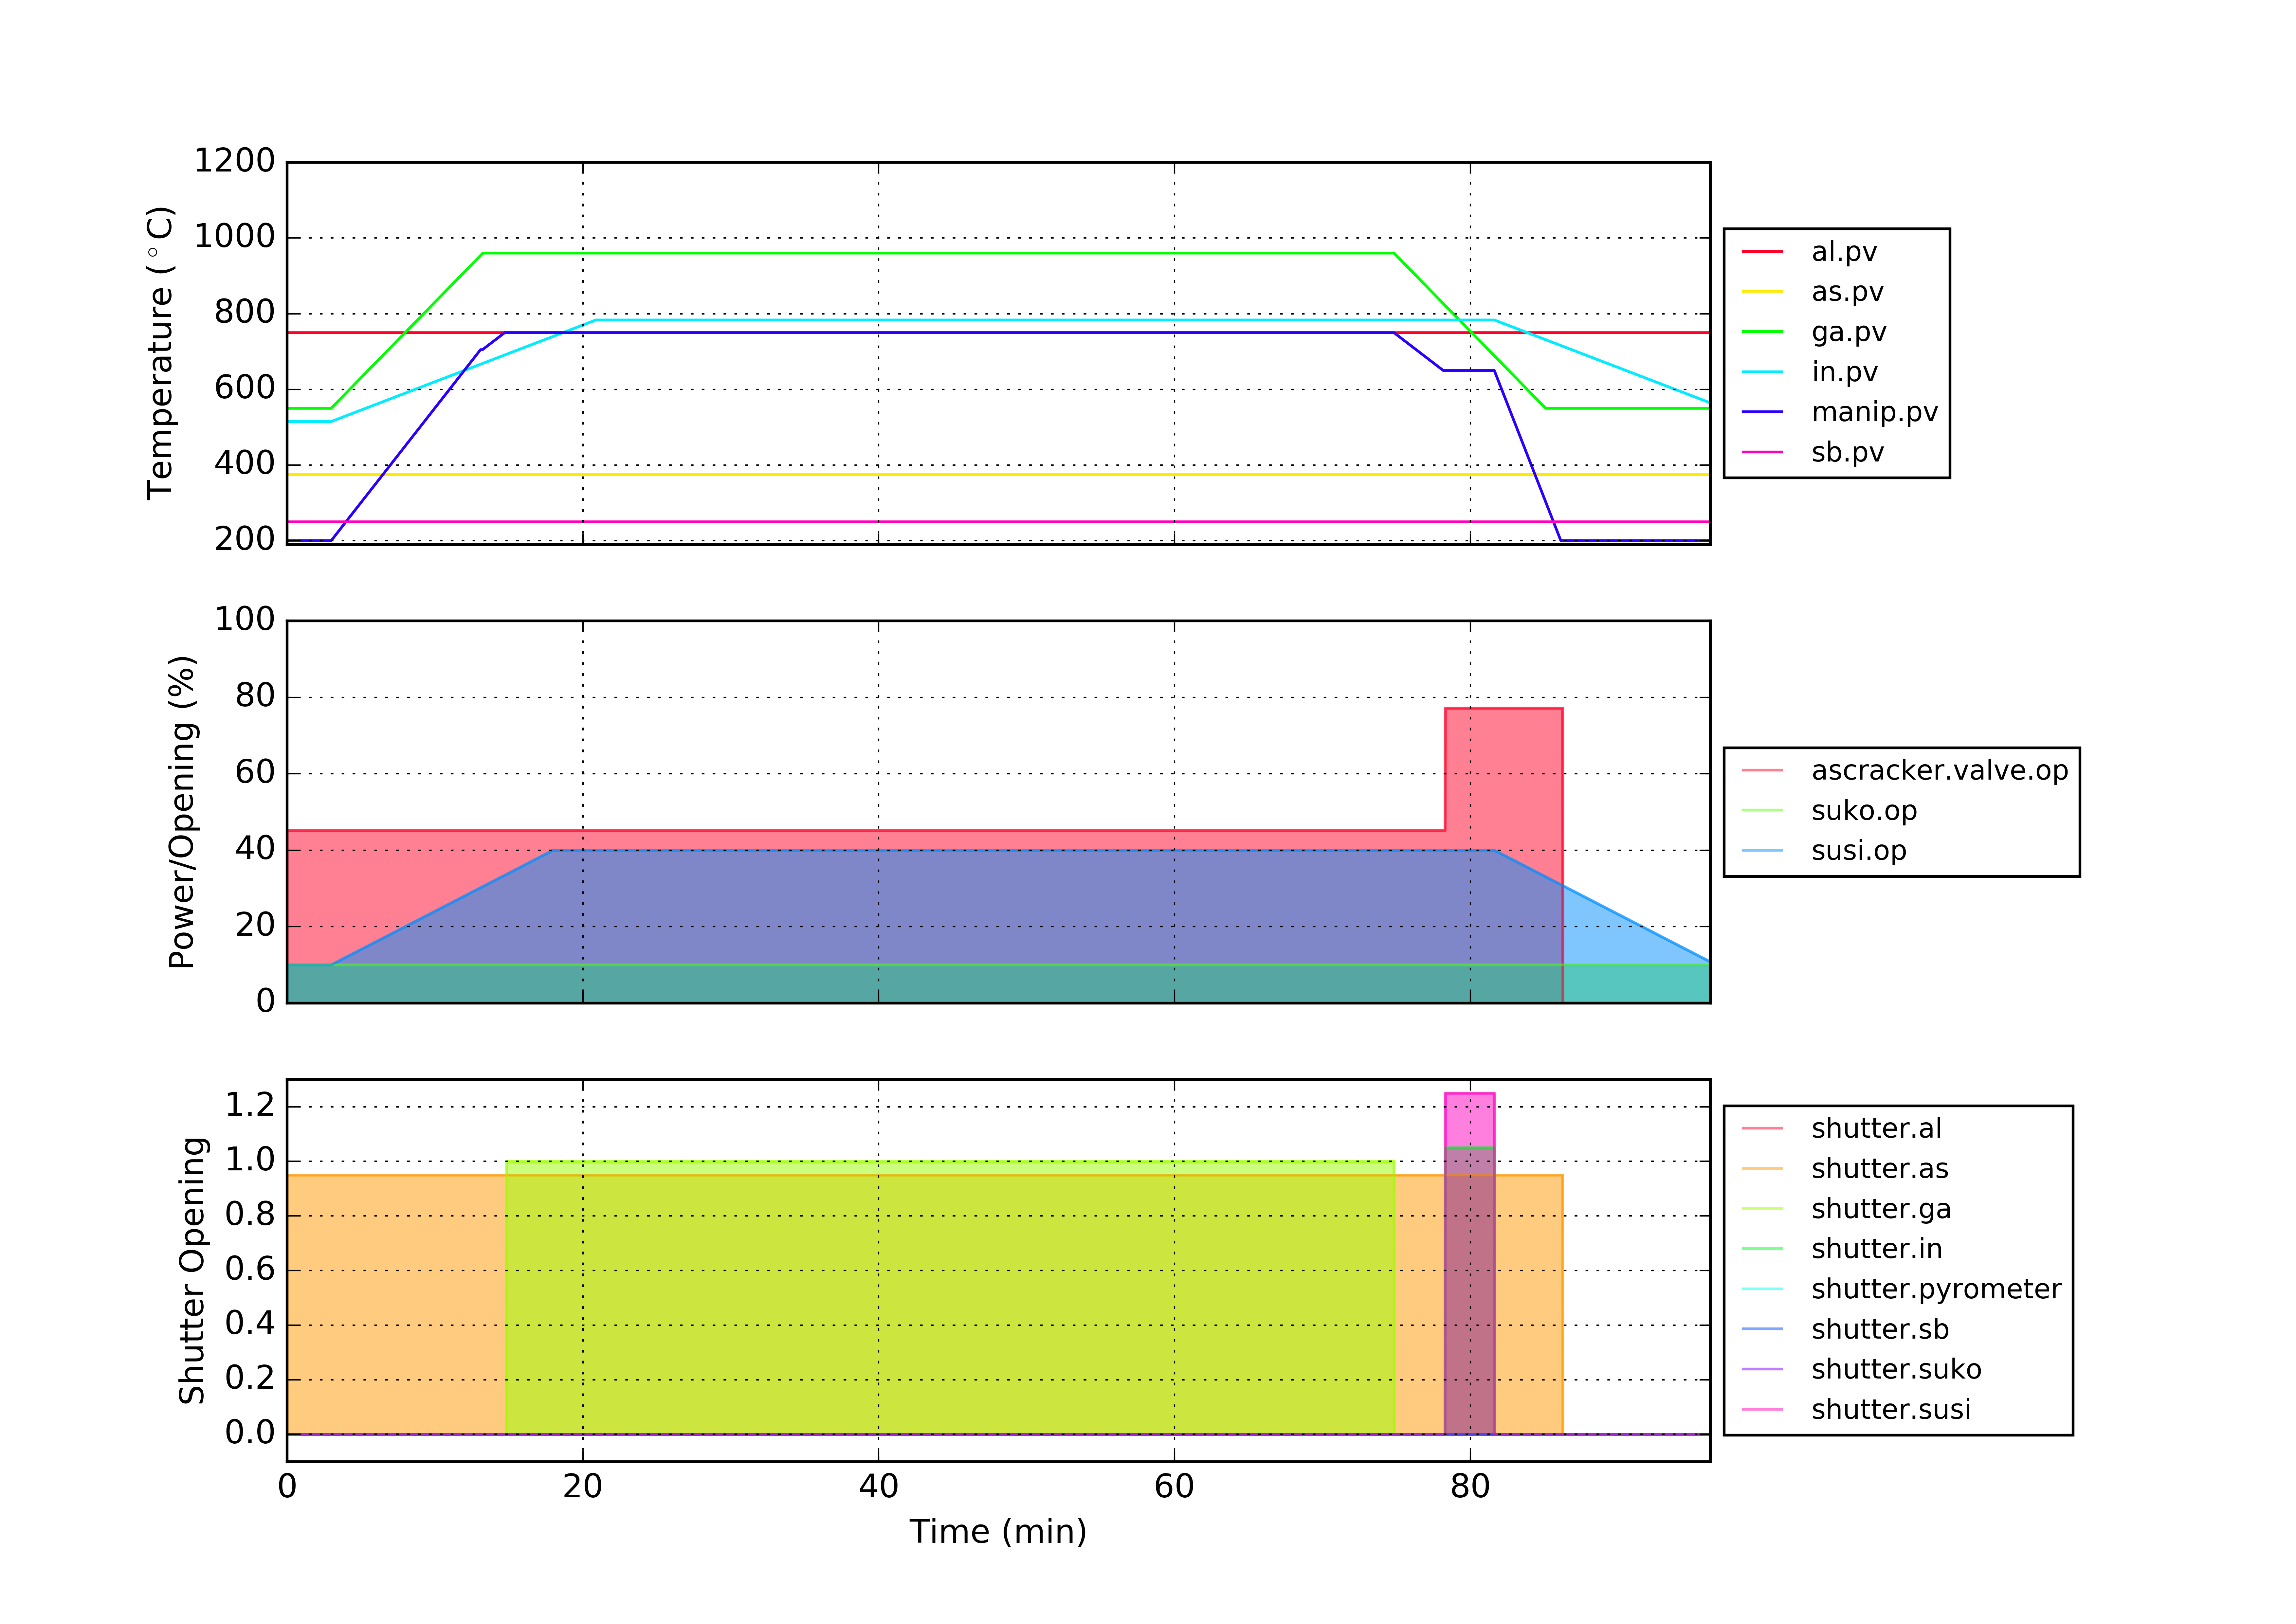 1200
1000
800
600
400
200
Temperature (°C)
al.pv
as.pv
ga.pv
in.pv
manip.pv
sb.pv
100
80
60
40
20
0
Power/Opening (%)
ascracker.valve.op
suko.op
susi.op
1.2
1.0
0.8
0.6
0.4
0.2
0.0
Shutter Opening
shutter.al
shutter.as
shutter.ga
shutter.in
shutter.pyrometer
shutter.sb
shutter.suko
shutter.susi
0 20 40 60 80
Time (min)